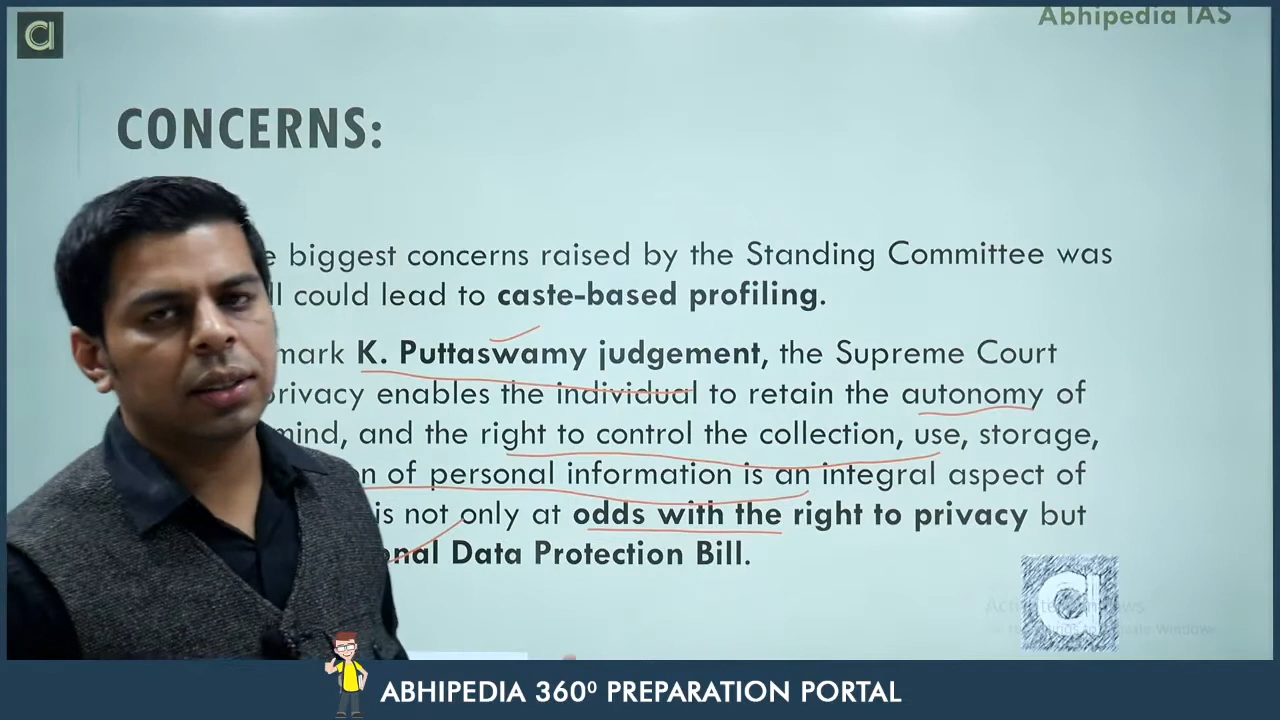 Abhipedia IAS
CONCERNS:
e biggest concerns raised by the Standing Committee was
ll could lead to caste-based profiling.
mark K. Puttaswamy judgement, the Supreme Court
privacy enables the individual to retain the autonomy of
mind, and the right to control the collection, use, storage,
n of personal information is an integral aspect of
is not only at odds with the right to privacy but
onal Data Protection Bill.
ABHIPEDIA 360⁰ PREPARATION PORTAL